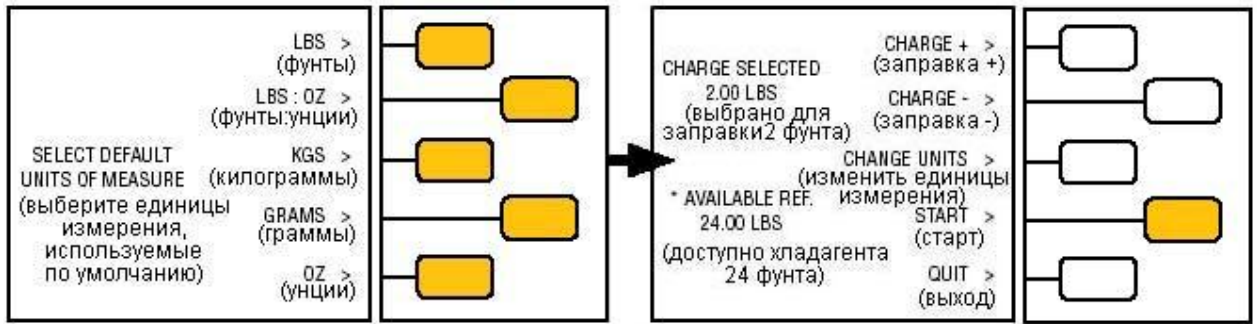 LBS >
(фунты)
LBS : OZ >
(фунты:унции)
SELECT DEFAULT
UNITS OF MEASURE
(выберите единицы
измерения,
используемые
по умолчанию)
KGS >
(килограммы)
GRAMS >
(граммы)
OZ >
(унции)
CHARGE SELECTED
2.00 LBS
(выбрано для
заправки2 фунта)
* AVAILABLE REF.
24.00 LBS
(доступно хладагента
24 фунта)
CHARGE + >
(заправка +)
CHARGE - >
(заправка -)
CHANGE UNITS >
(изменить единицы
измерения)
START >
(старт)
QUIT >
(выход)